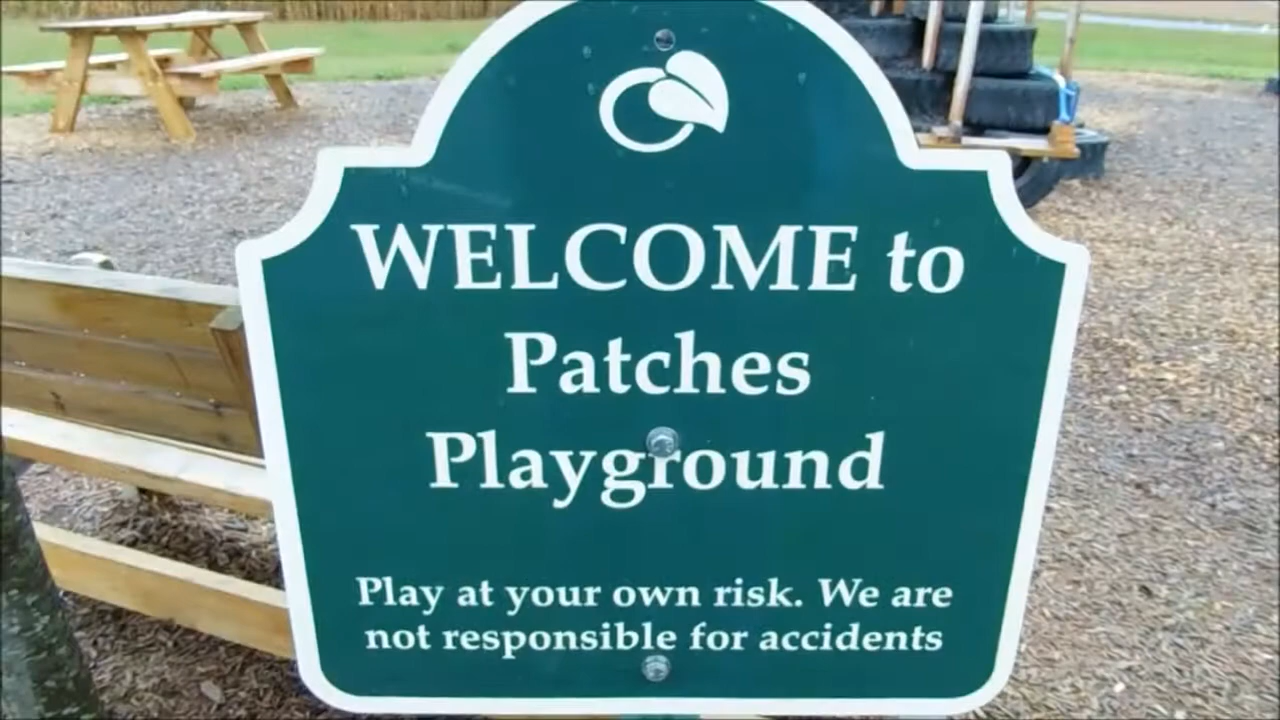 WELCOME to
Patches
Playground
Play at your own risk. We are
not responsible for accidents